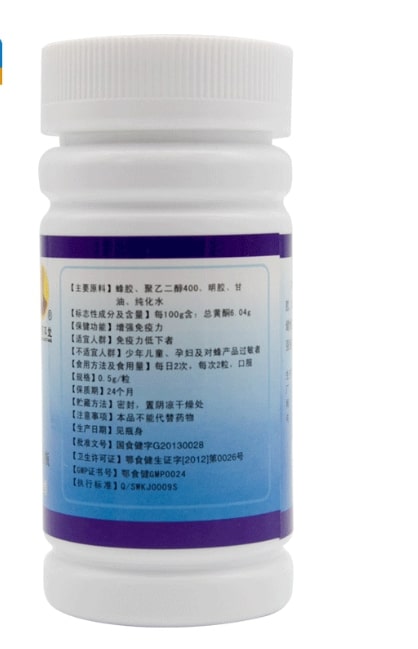 【主要原料】蜂胶、聚乙二醇400、明胶、甘
油、纯化水
【标志性成分及含量】每100g含：总黄酮6.04g
【保健功能】增强免疫力
【适宜人群】免疫力低下者
【不适宜人群】少年儿童、孕妇及对蜂产品过敏者
【食用方法及食用量】每日2次，每次2粒，口服
【规格】0.5g/粒
【保质期】24个月
【贮藏方法】密封，置阴凉干燥处
【注意事项】本品不能代替药物
【生产日期】见瓶身
【批准文号】国食健字G20130028
【卫生许可证】鄂食健生证字[2012]第0026号
【GMP证书号】鄂食健GMP0024
【执行标准】Q/SWKJ0009S